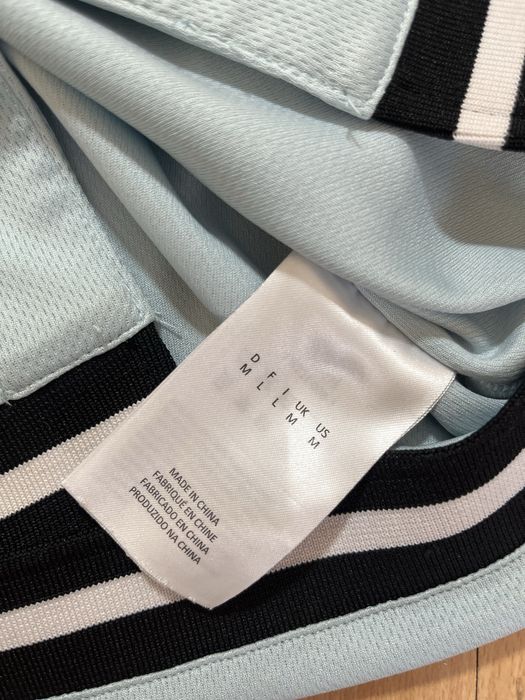 D F I UK US
M L L M M
MADE IN CHINA
FABRIQUÉ EN CHINE
FABRICADO EN CHINA
PRODUZIDO NA CHINA